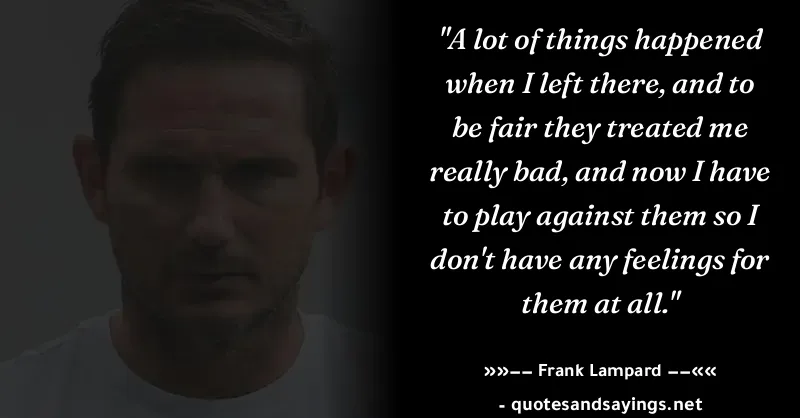 "A lot of things happened
when I left there, and to
be fair they treated me
really bad, and now I have
to play against them so I
don't have any feelings for
them at all."
»»−− Frank Lampard −−««
- quotesandsayings.net